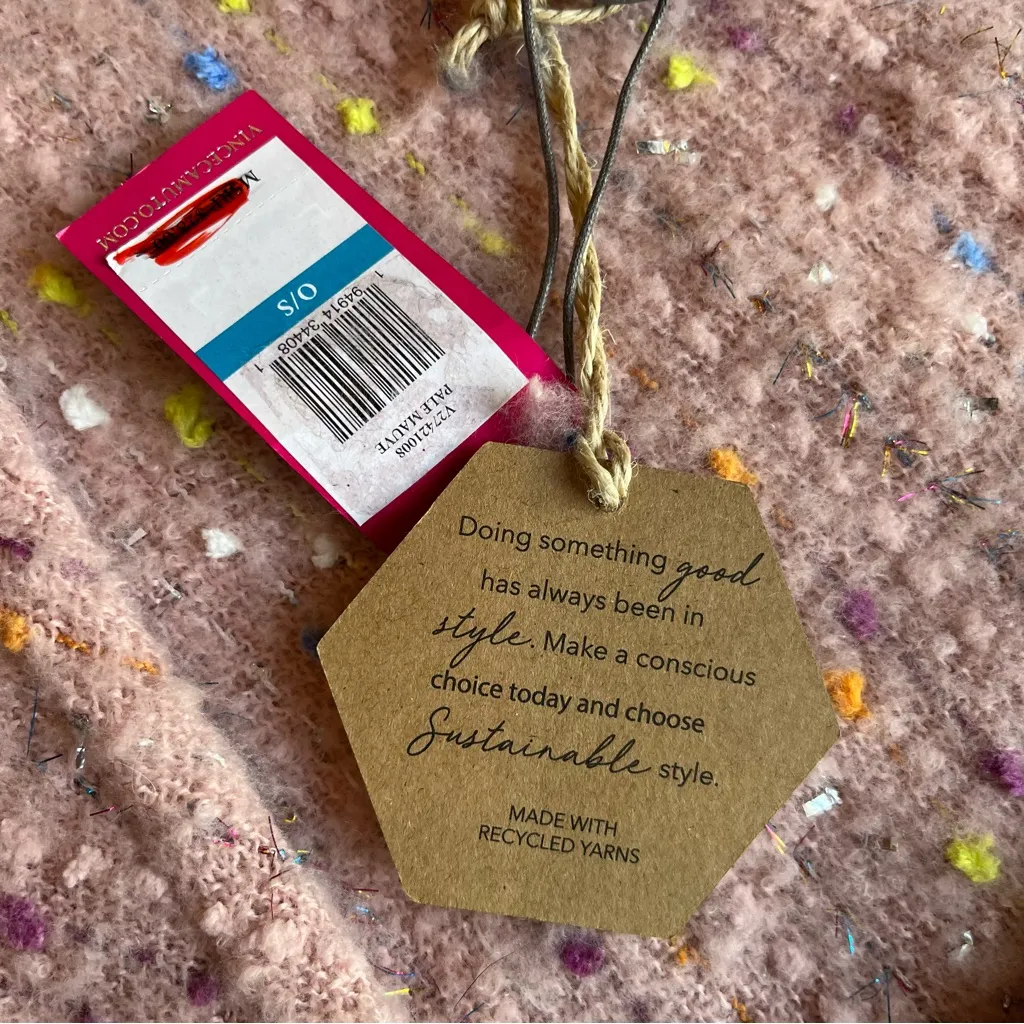 VINCECAMUTO.COM
O/S
1 94914 34408 1
V27421008
PALE MAUVE
Doing something good
has always been in
style. Make a conscious
choice today and choose
Sustainable style.
MADE WITH
RECYCLED YARNS